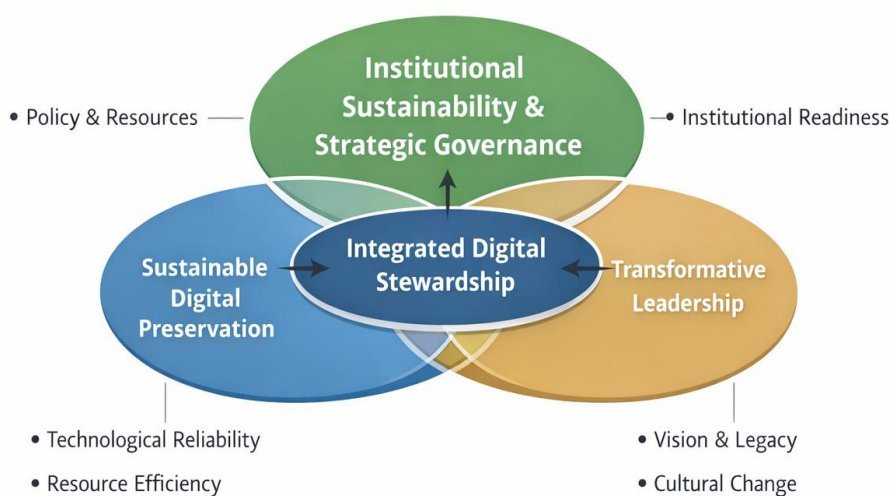 Institutional
Sustainability &
Strategic Governance
• Policy & Resources
• Institutional Readiness
Integrated Digital
Stewardship
Sustainable
Digital
Preservation
Transformative
Leadership
• Technological Reliability
• Resource Efficiency
• Vision & Legacy
• Cultural Change